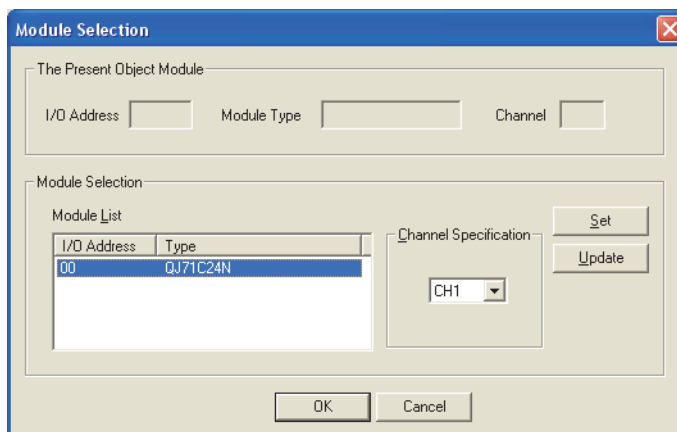 Module Selection
The Present Object Module
I/O Address Module Type Channel
Module Selection
Module List
I/O Address Type
00 QJ71C24N
Channel Specification
CH1
Set
Update
OK Cancel